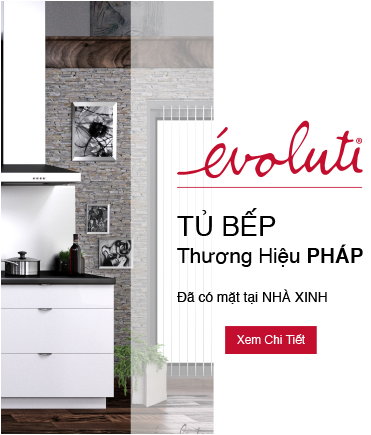 évoluti®
TỦ BẾP
Thương Hiệu PHÁP
Đã có mặt tại NHÀ XINH
Xem Chi Tiết